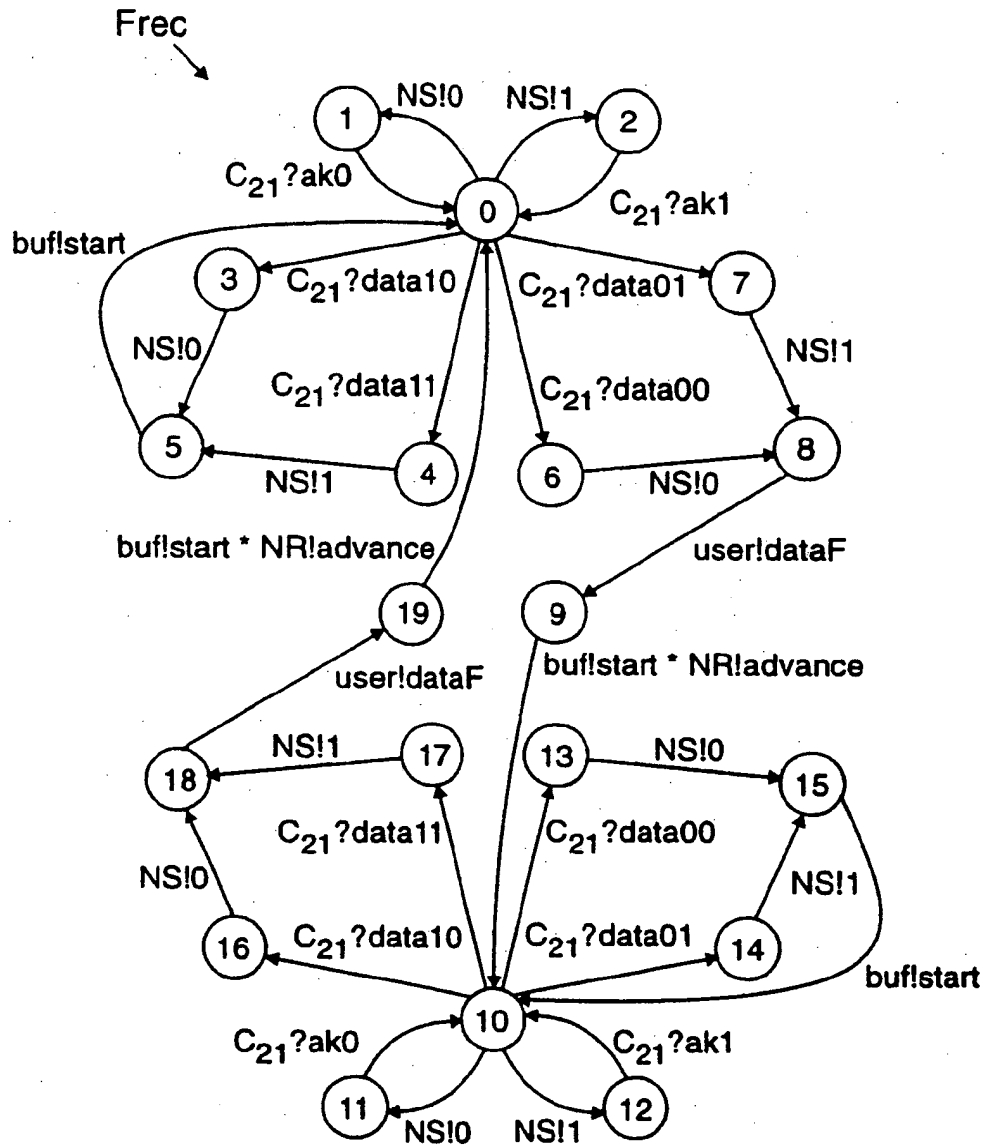 Frec
NS!0
NS!1
1
2
C21?ak0
C21?ak1
0
buf!start
3
C21?data10
C21?data01
7
NS!0
NS!1
C21?data11
C21?data00
5
4
6
8
NS!1
NS!0
buf!start * NR!advance
user!dataF
19
9
user!dataF
buf!start * NR!advance
NS!1
17
13
NS!0
18
15
C21?data11
C21?data00
NS!0
NS!1
16
C21?data10
C21?data01
14
buf!start
10
C21?ak0
C21?ak1
11
12
NS!0
NS!1